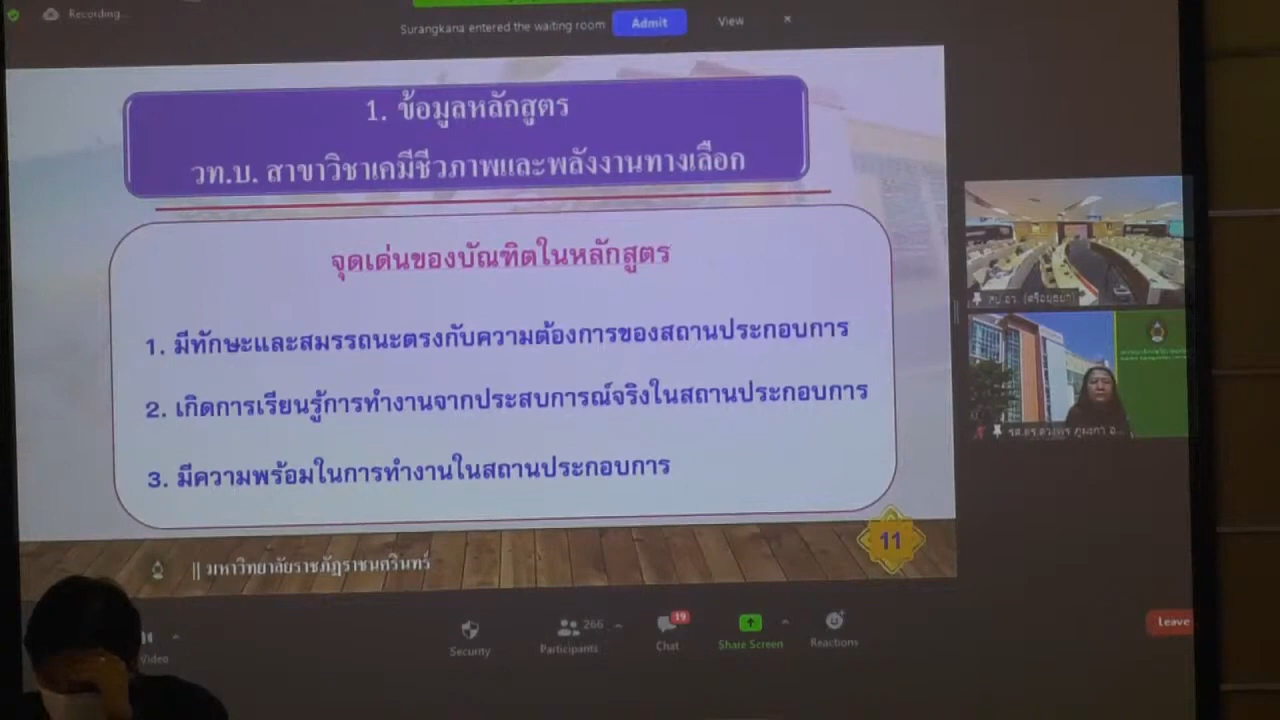 Recording...
Surangkana entered the waiting room
Admit
View
×
1. ข้อมูลหลักสูตร
วท.บ. สาขาวิชาเคมีชีวภาพและพลังงานทางเลือก
จุดเด่นของบัณฑิตในหลักสูตร
1. มีทักษะและสมรรถนะตรงกับความต้องการของสถานประกอบการ
2. เกิดการเรียนรู้การทำงานจากประสบการณ์จริงในสถานประกอบการ
3. มีความพร้อมในการทำงานในสถานประกอบการ
11
|| มหาวิทยาลัยราชภัฏราชนครินทร์
(ศรีอยุธยา)
Video
Security
266
Participants
19
Chat
Share Screen
Reactions
Leave